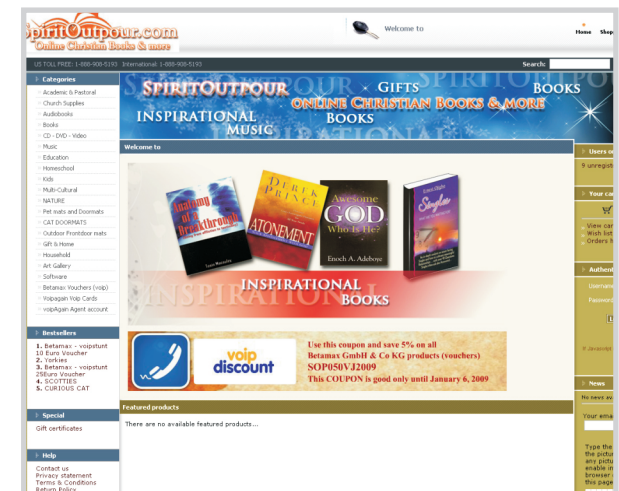 SpiritOutpour.com
Online Christian Books & more
Welcome to
Home Shop
US TOLL FREE: 1-888-908-5193 International: 1-888-908-5193
Search:
Categories
Academic & Pastoral
Church Supplies
Audiobooks
Books
CD - DVD - Video
Music
Education
Homeschool
Kids
Multi-Cultural
NATURE
Pet mats and Doormats
CAT DOORMATS
Outdoor Frontdoor mats
Gift & Home
Household
Art Gallery
Software
Betamax Vouchers (voip)
Voipagain Voip Cards
voipAgain Agent account
Bestsellers
1. Betamax - voipstunt
10 Euro Voucher
2. Yorkies
3. Betamax - voipstunt
25Euro Voucher
4. SCOTTIES
5. CURIOUS CAT
Special
Gift certificates
Help
Contact us
Privacy statement
Terms & Conditions
Return Policy
SPIRITOUTPOUR
SPIRITOUTPOUR
GIFTS
BOOKS
ONLINE CHRISTIAN BOOKS & MORE
INSPIRATIONAL
MUSIC
BOOKS
Welcome to
Anatomy
of a
Breakthrough
DEREK
PRINCE
ATONEMENT
Awesome
GOD
Who Is He?
Enoch A. Adeboye
Singles
INSPIRATIONAL
BOOKS
voip
discount
Use this coupon and save 5% on all
Betamax GmbH & Co KG products (vouchers)
SOP050VJ2009
This COUPON is good only until January 6, 2009
Featured products
There are no available featured products...
Users o
9 unregist
Your ca
View car
Wish list
Orders h
Authent
Username
Password
If Javascript
News
No news av
Your ema
Type the
the pictur
any pictu
enable in
browser
this page